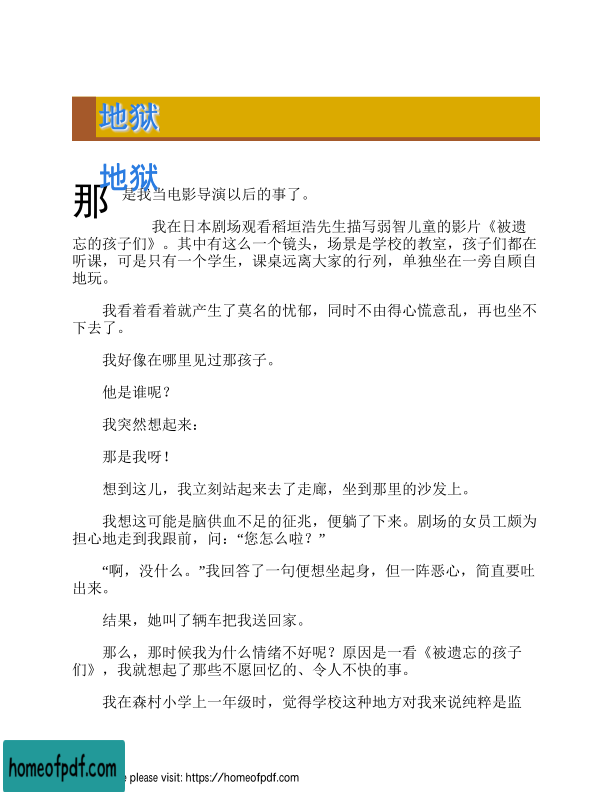 地狱
地狱
那是我当电影导演以后的事了。
我在日本剧场观看稻垣浩先生描写弱智儿童的影片《被遗
忘的孩子们》。其中有这么一个镜头，场景是学校的教室，孩子们都在
听课，可是只有一个学生，课桌远离大家的行列，单独坐在一旁自顾自
地玩。
我看着看着就产生了莫名的忧郁，同时不由得心慌意乱，再也坐不
下去了。
我好像在哪里见过那孩子。
他是谁呢？
我突然想起来：
那是我呀！
想到这儿，我立刻站起来去了走廊，坐到那里的沙发上。
我想这可能是脑供血不足的征兆，便躺了下来。剧场的女员工颇为
担心地走到我跟前，问：“您怎么啦？”
“啊，没什么。”我回答了一句便想坐起身，但一阵恶心，简直要吐
出来。
结果，她叫了辆车把我送回家。
那么，那时候我为什么情绪不好呢？原因是一看《被遗忘的孩子
们》，我就想起了那些不愿回忆的、令人不快的事。
我在森村小学上一年级时，觉得学校这种地方对我来说纯粹是监
homeofpdf.com
e please visit: https://homeofpdf.com